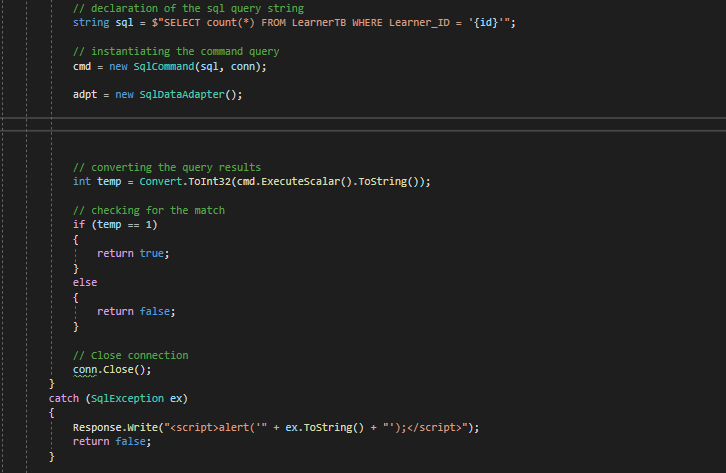 // declaration of the sql query string
string sql = $"SELECT count(*) FROM LearnerTB WHERE Learner_ID = '{id}'";
// instantiating the command query
cmd = new SqlCommand(sql, conn);
adpt = new SqlDataAdapter();
// converting the query results
int temp = Convert.ToInt32(cmd.ExecuteScalar().ToString());
// checking for the match
if (temp == 1)
{
return true;
}
else
{
return false;
}
// Close connection
conn.Close();
}
catch (SqlException ex)
{
Response.Write("<script>alert('" + ex.ToString() + "');</script>");
return false;
}